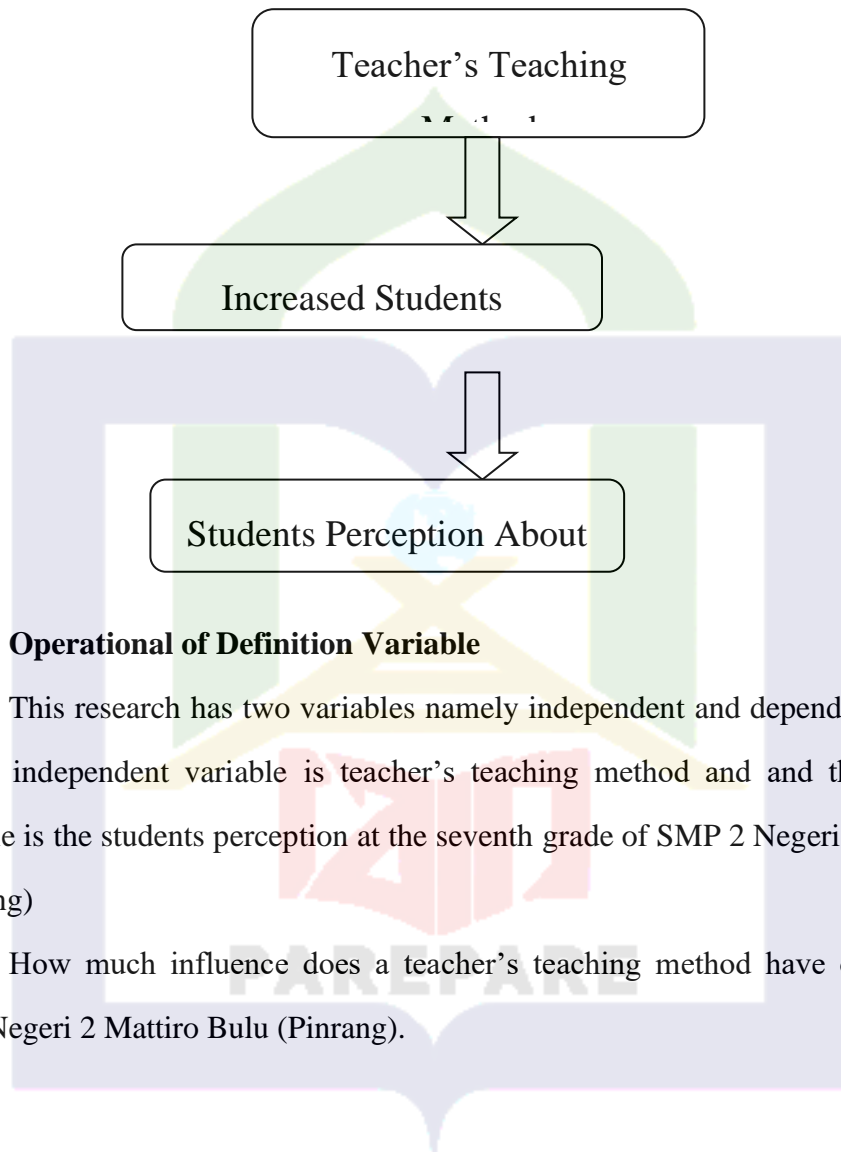 Teacher’s Teaching
Increased Students
Students Perception About
Operational of Definition Variable
This research has two variables namely independent and depend
independent variable is teacher’s teaching method and and th
e is the students perception at the seventh grade of SMP 2 Negeri
ng)
How much influence does a teacher’s teaching method have
Negeri 2 Mattiro Bulu (Pinrang).
PAREPARE